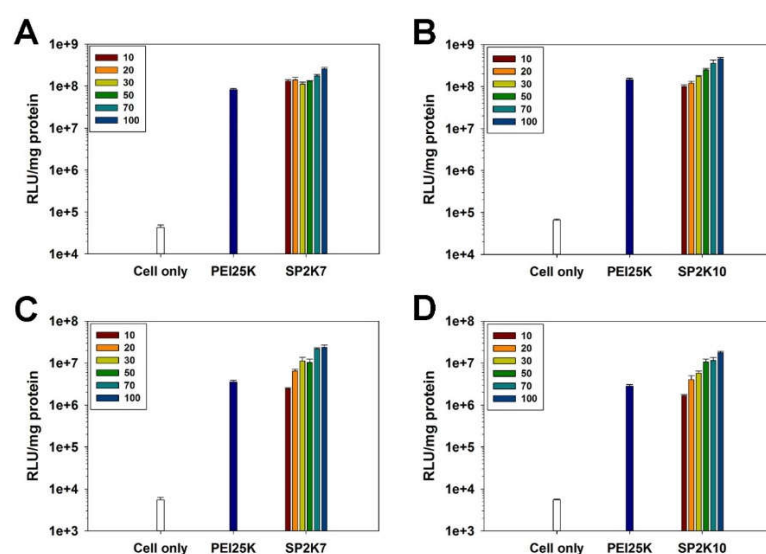 A
RLU/mg protein
1e+9
1e+8
1e+7
1e+6
1e+5
1e+4
10
20
30
50
70
100
Cell only PEI25K SP2K7
B
RLU/mg protein
1e+9
1e+8
1e+7
1e+6
1e+5
1e+4
10
20
30
50
70
100
Cell only PEI25K SP2K10
C
RLU/mg protein
1e+8
1e+7
1e+6
1e+5
1e+4
1e+3
10
20
30
50
70
100
Cell only PEI25K SP2K7
D
RLU/mg protein
1e+8
1e+7
1e+6
1e+5
1e+4
1e+3
10
20
30
50
70
100
Cell only PEI25K SP2K10